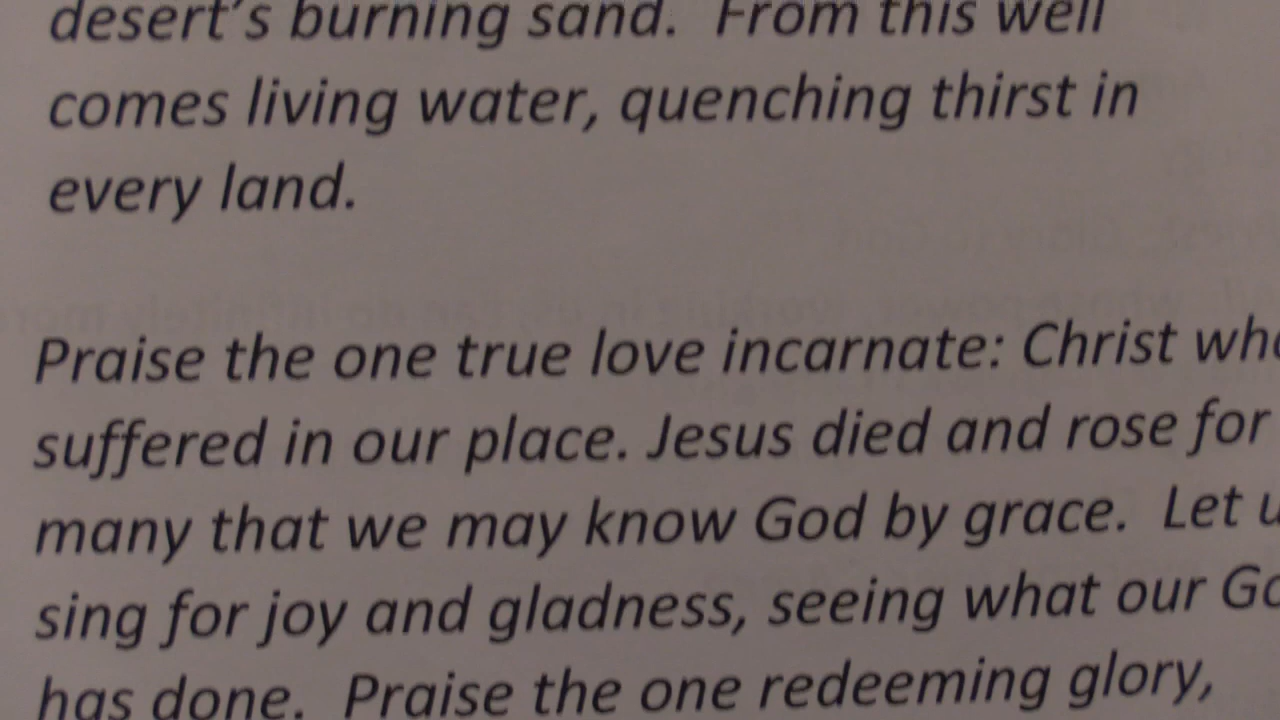 desert's burning sand. From this well
comes living water, quenching thirst in
every land.
Praise the one true love incarnate: Christ who
suffered in our place. Jesus died and rose for
many that we may know God by grace. Let u
sing for joy and gladness, seeing what our Go
has done. Praise the one redeeming glory,